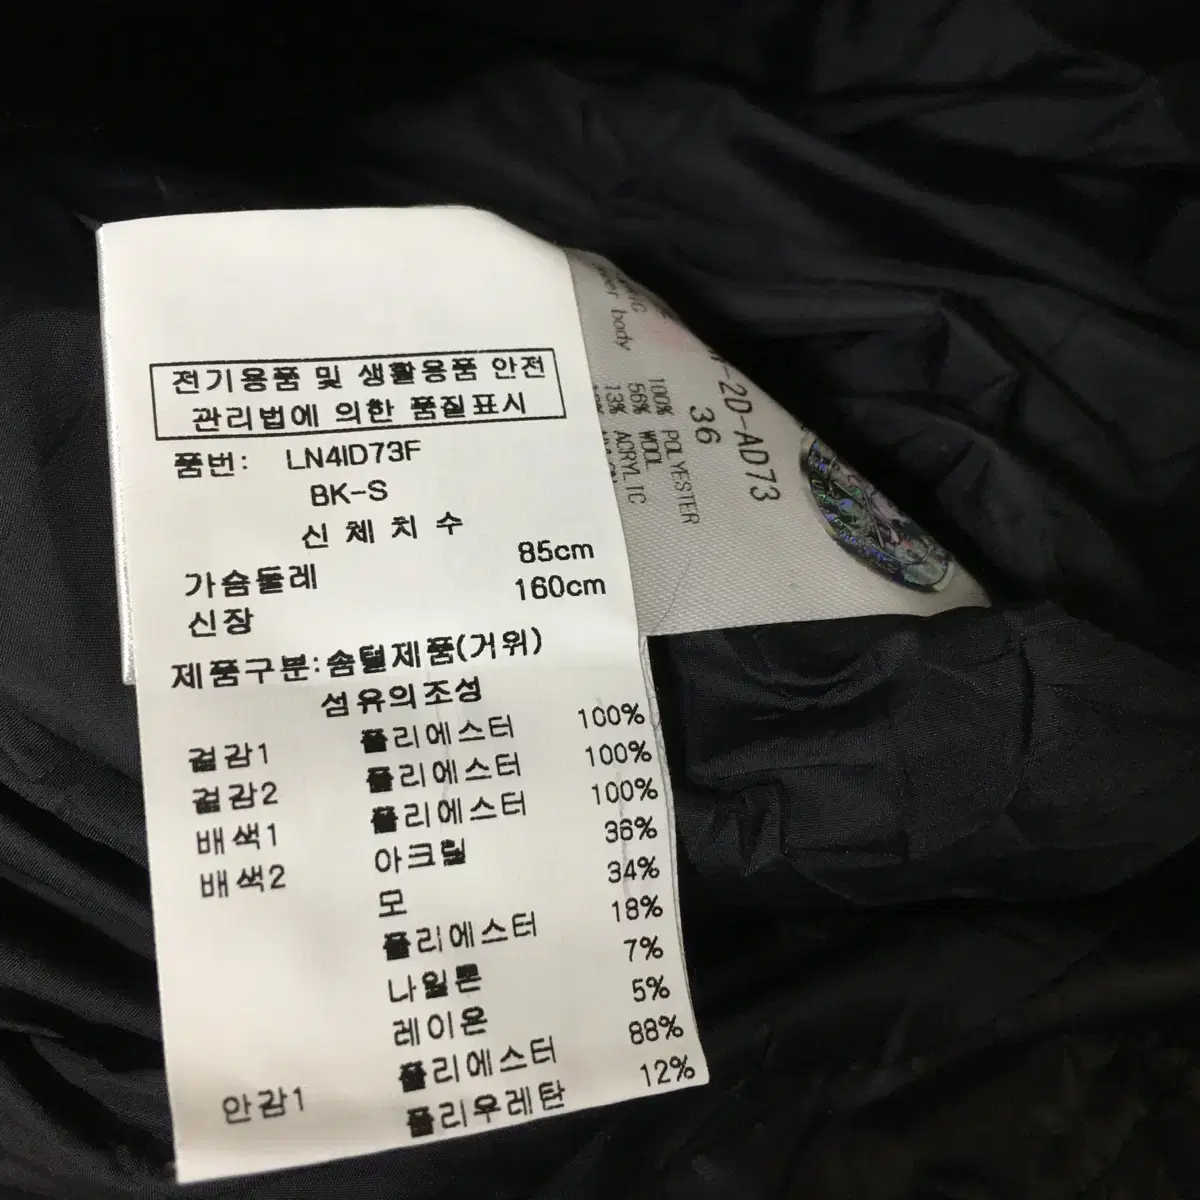 전기용품 및 생활용품 안전
관리법에 의한 품질표시
품번: LN4ID73F
BK-S
신 체 치 수
가슴둘레 85cm
신장 160cm
제품구분:솜털제품(거위)
섬유의조성
겉감1 폴리에스터 100%
겉감2 폴리에스터 100%
배색1 폴리에스터 100%
배색2 아크릴 36%
모 34%
폴리에스터 18%
나일론 7%
레이온 5%
안감1 폴리에스터 88%
폴리우레탄 12%
2D-AD73
36
100% POLYESTER
56% WOOL
13% ACRYLIC
body